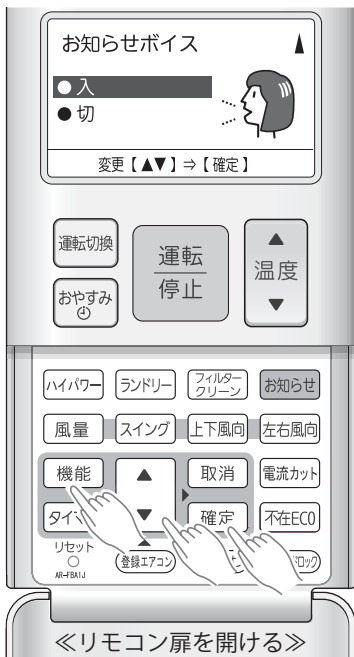 お知らせボイス
入
切
変更【▲▼】⇒【確定】
運転切換
運転
停止
温度
おやすみ
ハイパワー
ランドリー
フィルター
クリーン
お知らせ
風量
スイング
上下風向
左右風向
機能
取消
電流カット
確定
不在ECO
リセット
AR-FBA1J
登録エアコン
≪リモコン扉を開ける≫